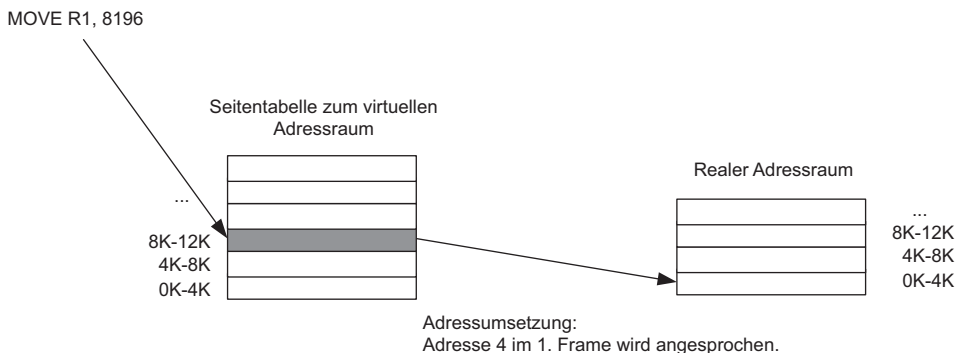 MOVE R1, 8196
Seitentabelle zum virtuellen
Adressraum
...
8K-12K
4K-8K
0K-4K
Realer Adressraum
...
8K-12K
4K-8K
0K-4K
Adressumsetzung:
Adresse 4 im 1. Frame wird angesprochen.